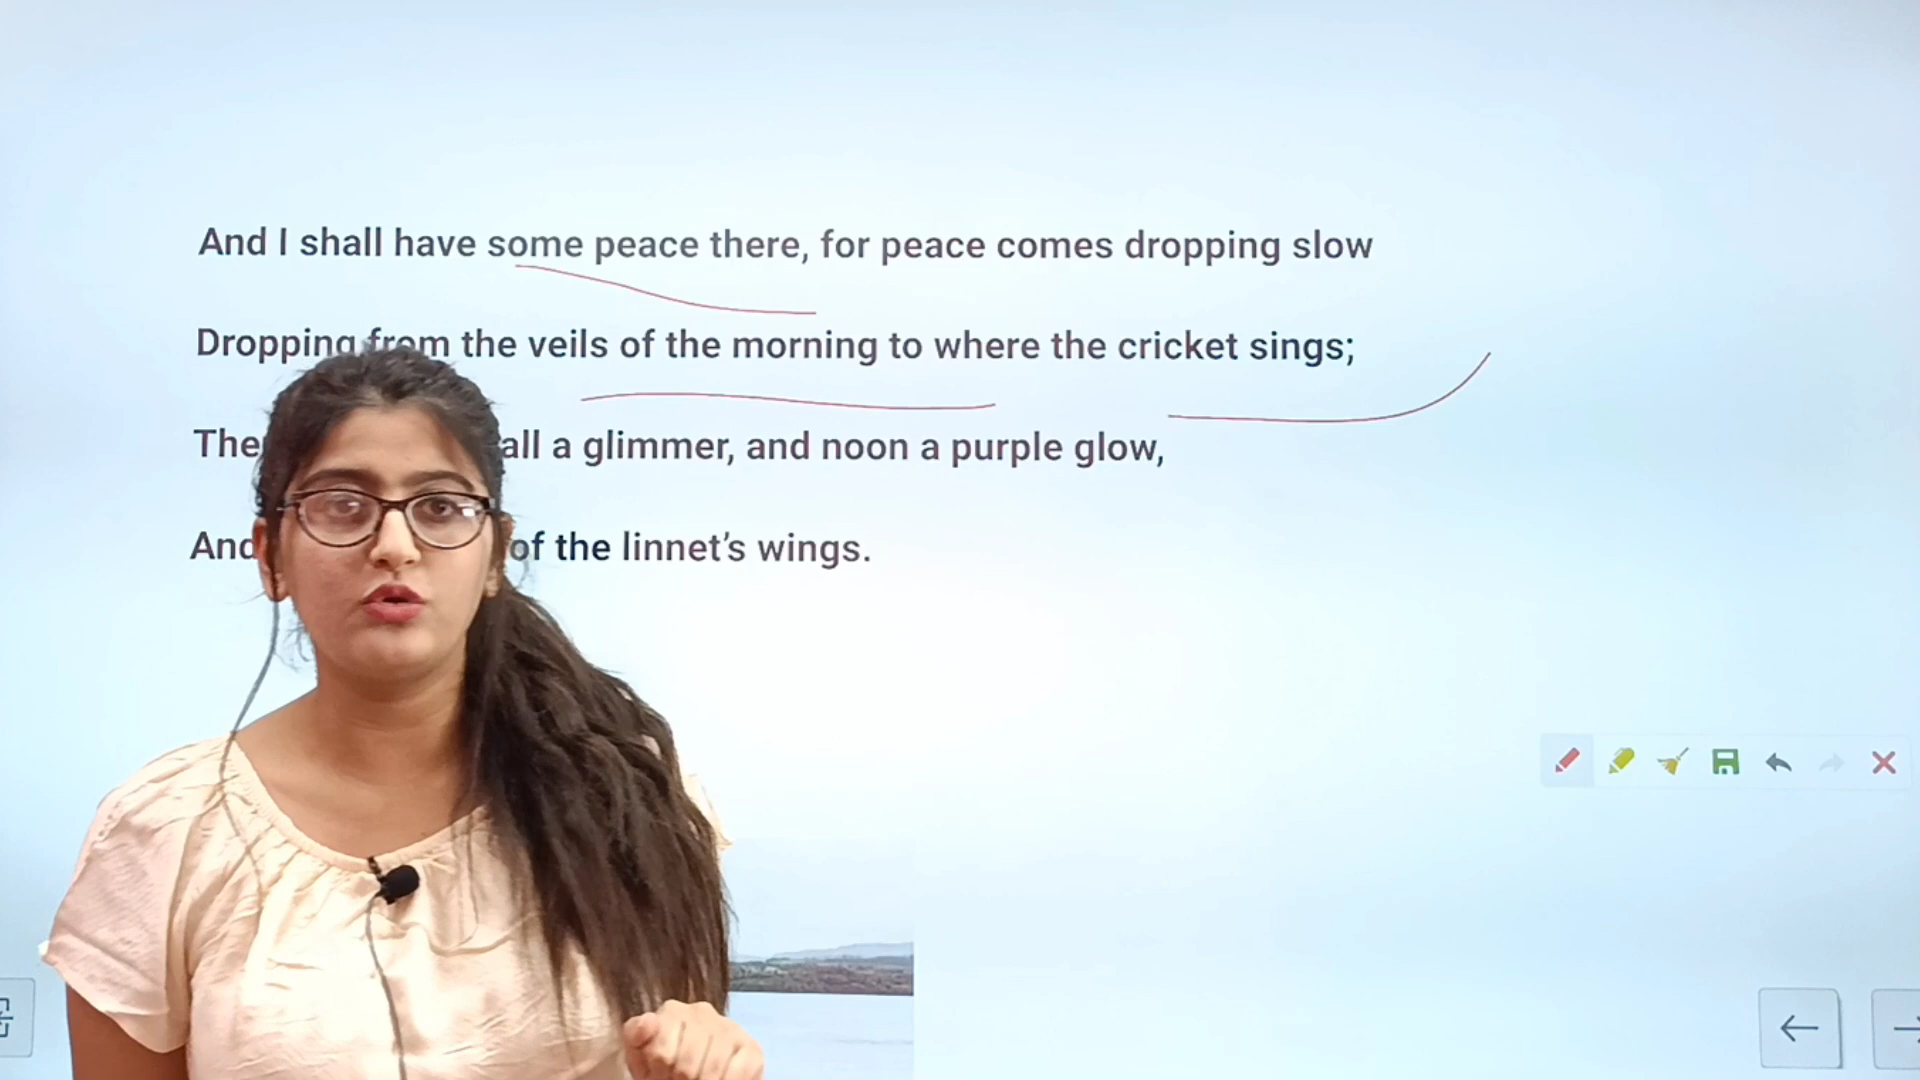 And I shall have some peace there, for peace comes dropping slow
Dropping from the veils of the morning to where the cricket sings;
all a glimmer, and noon a purple glow,
And of the linnet’s wings.